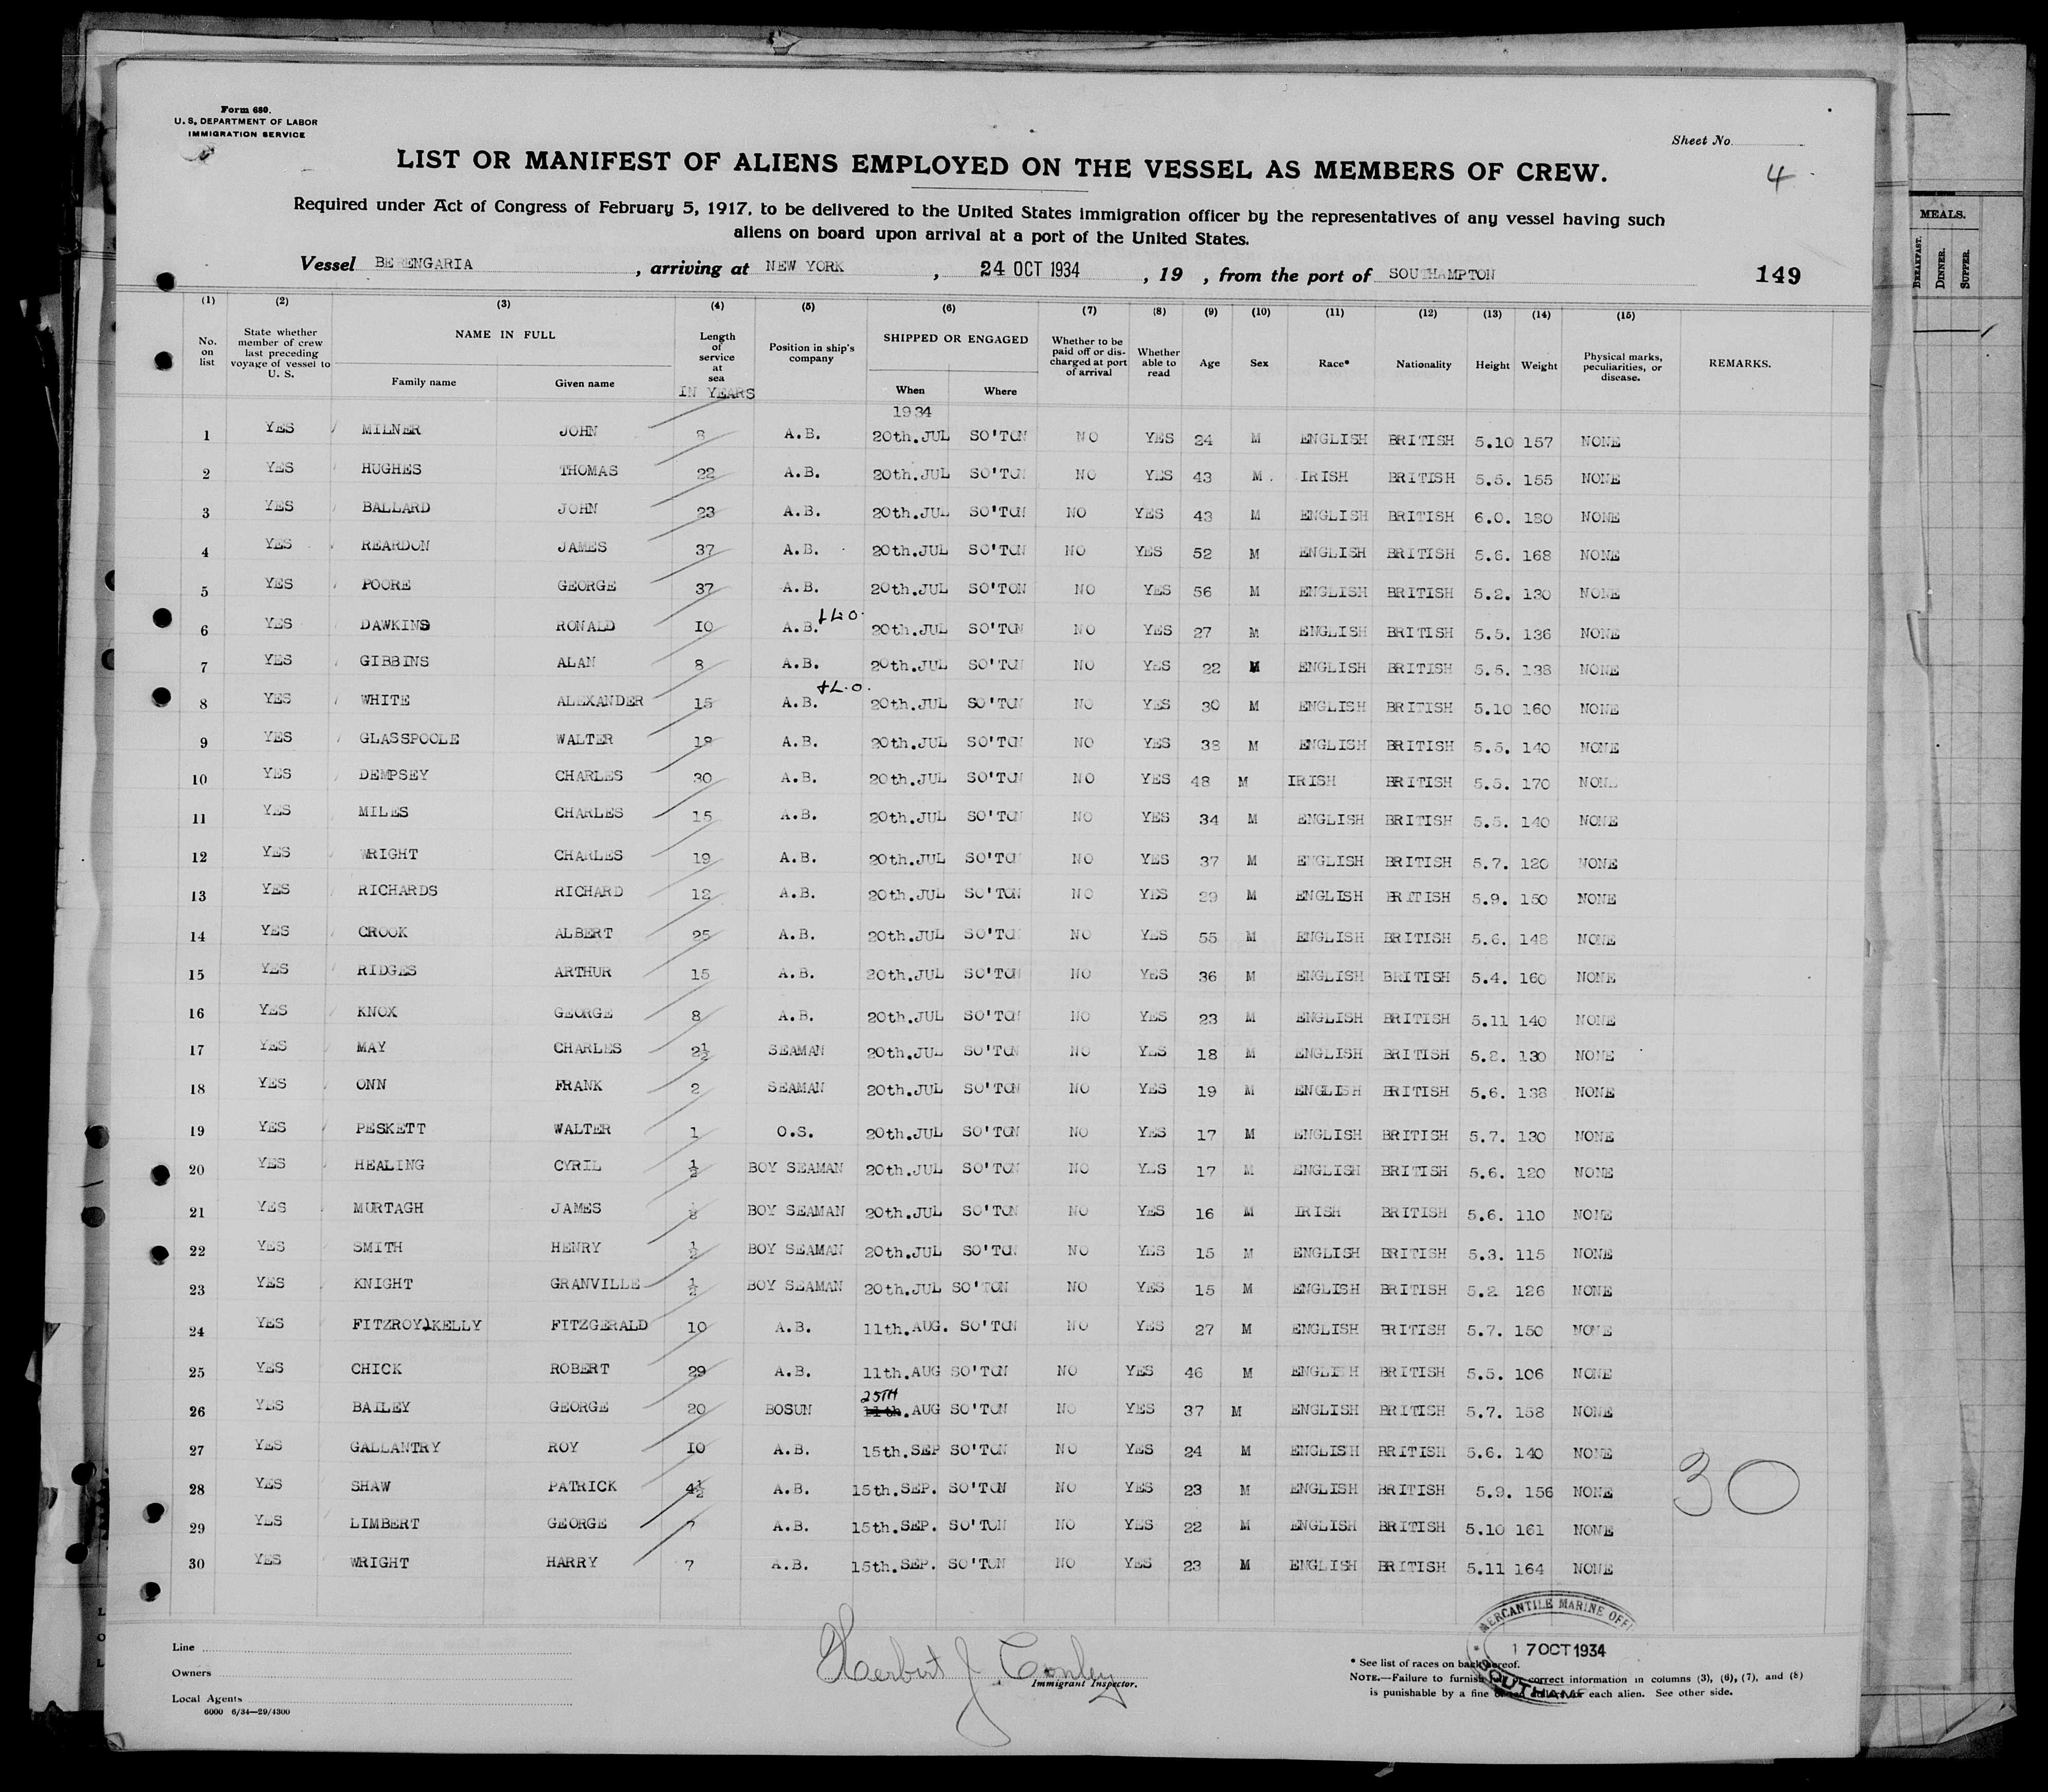 Form 680.
U. S. DEPARTMENT OF LABOR
IMMIGRATION SERVICE
Sheet No.
4
LIST OR MANIFEST OF ALIENS EMPLOYED ON THE VESSEL AS MEMBERS OF CREW.
Required under Act of Congress of February 5, 1917, to be delivered to the United States immigration officer by the representatives of any vessel having such
aliens on board upon arrival at a port of the United States.
Vessel BERENGARIA , arriving at NEW YORK , 24 OCT 1934 , 19 , from the port of SOUTHAMPTON 149
(1) (2) (3) (4) (5) (6) (7) (8) (9) (10) (11) (12) (13) (14) (15)
No. on list State whether member of crew last preceding voyage of vessel to U. S. NAME IN FULL Family name Given name Length of service at sea IN YEARS Position in ship's company SHIPPED OR ENGAGED When Where Whether to be paid off or discharged at port of arrival Whether able to read Age Sex Race* Nationality Height Weight Physical marks, peculiarities, or disease. REMARKS.
1934
1 YES MILNER JOHN 8 A.B. 20th.JUL SO'TON NO YES 24 M ENGLISH BRITISH 5.10 157 NONE
2 YES HUGHES THOMAS 22 A.B. 20th.JUL SO'TON NO YES 43 M IRISH BRITISH 5.5. 155 NONE
3 YES BALLARD JOHN 23 A.B. 20th.JUL SO'TON NO YES 43 M ENGLISH BRITISH 6.0. 180 NONE
4 YES REARDON JAMES 37 A.B. 20th.JUL SO'TON NO YES 52 M ENGLISH BRITISH 5.6. 168 NONE
5 YES POORE GEORGE 37 A.B. 20th.JUL SO'TON NO YES 56 M ENGLISH BRITISH 5.2. 130 NONE
6 YES DAWKINS RONALD 10 A.B. + L.O. 20th.JUL SO'TON NO YES 27 M ENGLISH BRITISH 5.5. 136 NONE
7 YES GIBBINS ALAN 8 A.B. 20th.JUL SO'TON NO YES 22 M ENGLISH BRITISH 5.5. 138 NONE
8 YES WHITE ALEXANDER 15 A.B. + L.O. 20th.JUL SO'TON NO YES 30 M ENGLISH BRITISH 5.10 160 NONE
9 YES GLASSPOOLE WALTER 18 A.B. 20th.JUL SO'TON NO YES 38 M ENGLISH BRITISH 5.5. 140 NONE
10 YES DEMPSEY CHARLES 30 A.B. 20th.JUL SO'TON NO YES 48 M IRISH BRITISH 5.5. 170 NONE
11 YES MILES CHARLES 15 A.B. 20th.JUL SO'TON NO YES 34 M ENGLISH BRITISH 5.5. 140 NONE
12 YES WRIGHT CHARLES 19 A.B. 20th.JUL SO'TON NO YES 37 M ENGLISH BRITISH 5.7. 120 NONE
13 YES RICHARDS RICHARD 12 A.B. 20th.JUL SO'TON NO YES 29 M ENGLISH BRITISH 5.9. 150 NONE
14 YES CROOK ALBERT 25 A.B. 20th.JUL SO'TON NO YES 55 M ENGLISH BRITISH 5.6. 148 NONE
15 YES RIDGES ARTHUR 15 A.B. 20th.JUL SO'TON NO YES 36 M ENGLISH BRITISH 5.4. 160 NONE
16 YES KNOX GEORGE 8 A.B. 20th.JUL SO'TON NO YES 23 M ENGLISH BRITISH 5.11 140 NONE
17 YES MAY CHARLES 2½ SEAMAN 20th.JUL SO'TON NO YES 18 M ENGLISH BRITISH 5.2. 130 NONE
18 YES ONN FRANK 2 SEAMAN 20th.JUL SO'TON NO YES 19 M ENGLISH BRITISH 5.6. 138 NONE
19 YES PESKETT WALTER 1 O.S. 20th.JUL SO'TON NO YES 17 M ENGLISH BRITISH 5.7. 130 NONE
20 YES HEALING CYRIL ½ BOY SEAMAN 20th.JUL SO'TON NO YES 17 M ENGLISH BRITISH 5.6. 120 NONE
21 YES MURTAGH JAMES BOY SEAMAN 20th.JUL SO'TON NO YES 16 M IRISH BRITISH 5.6. 110 NONE
22 YES SMITH HENRY ½ BOY SEAMAN 20th.JUL SO'TON NO YES 15 M ENGLISH BRITISH 5.3. 115 NONE
23 YES KNIGHT GRANVILLE ½ BOY SEAMAN 20th.JUL SO'TON NO YES 15 M ENGLISH BRITISH 5.2 126 NONE
24 YES FITZROY-KELLY FITZGERALD 10 A.B. 11th.AUG. SO'TON NO YES 27 M ENGLISH BRITISH 5.7. 150 NONE
25 YES CHICK ROBERT 29 A.B. 11th.AUG SO'TON NO YES 46 M ENGLISH BRITISH 5.5. 106 NONE
26 YES BAILEY GEORGE 20 BOSUN 25TH 11th.AUG SO'TON NO YES 37 M ENGLISH BRITISH 5.7. 158 NONE
27 YES GALLANTRY ROY 10 A.B. 15th.SEP SO'TON NO YES 24 M ENGLISH BRITISH 5.6. 140 NONE
28 YES SHAW PATRICK 4½ A.B. 15th.SEP. SO'TON NO YES 23 M ENGLISH BRITISH 5.9. 156 NONE
29 YES LIMBERT GEORGE 7 A.B. 15th.SEP. SO'TON NO YES 22 M ENGLISH BRITISH 5.10 161 NONE
30 YES WRIGHT HARRY 7 A.B. 15th.SEP. SO'TON NO YES 23 M ENGLISH BRITISH 5.11 164 NONE
30
Line
Owners
Local Agents
6000 6/34—29/4300
Herbert J Conley
Immigrant Inspector.
MERCANTILE MARINE OFF
17 OCT 1934
SOUTHAM
* See list of races on back hereof.
NOTE.—Failure to furnish correct information in columns (3), (6), (7), and (8)
is punishable by a fine for each alien. See other side.
MEALS.
BREAKFAST.
DINNER.
SUPPER.